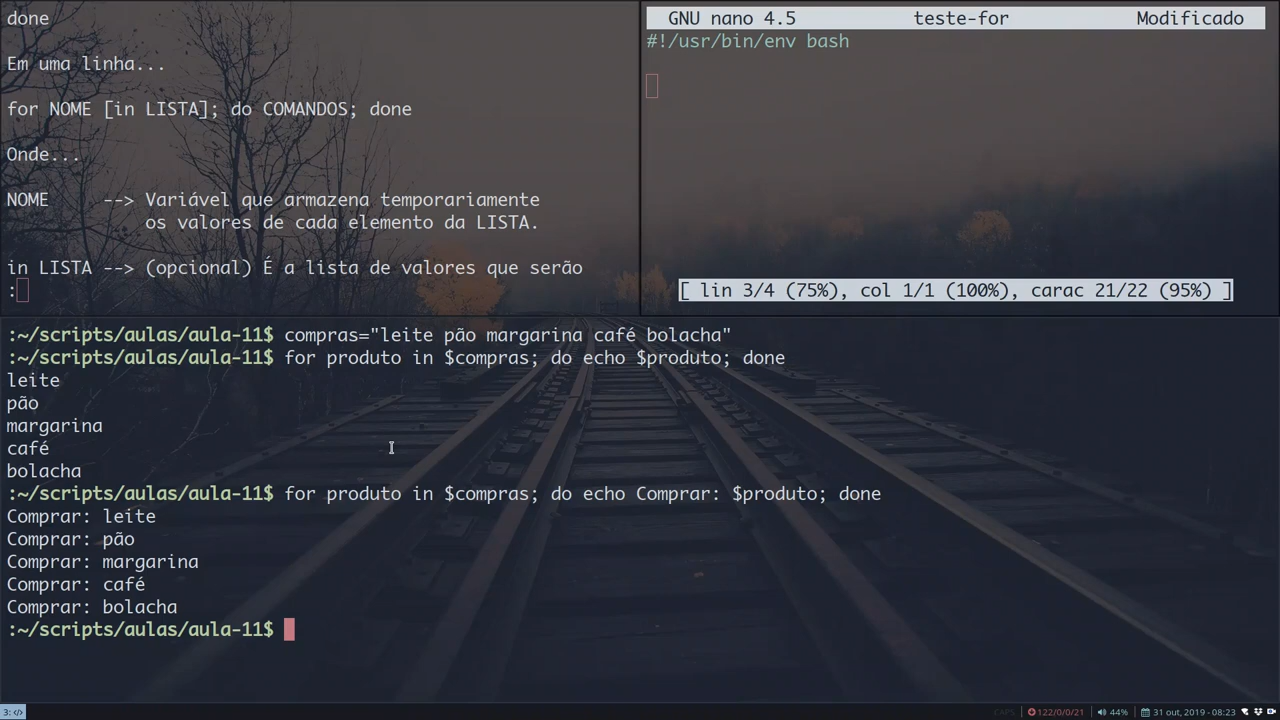 done
Em uma linha...
for NOME [in LISTA]; do COMANDOS; done
Onde...
NOME --> Variável que armazena temporariamente
os valores de cada elemento da LISTA.
in LISTA --> (opcional) É a lista de valores que serão
:
GNU nano 4.5 teste-for Modificado
#!/usr/bin/env bash
[ lin 3/4 (75%), col 1/1 (100%), carac 21/22 (95%) ]
:~/scripts/aulas/aula-11$ compras="leite pão margarina café bolacha"
:~/scripts/aulas/aula-11$ for produto in $compras; do echo $produto; done
leite
pão
margarina
café
bolacha
:~/scripts/aulas/aula-11$ for produto in $compras; do echo Comprar: $produto; done
Comprar: leite
Comprar: pão
Comprar: margarina
Comprar: café
Comprar: bolacha
:~/scripts/aulas/aula-11$
3: </> CAPS 122/0/0/21 44% 31 out, 2019 - 08:23